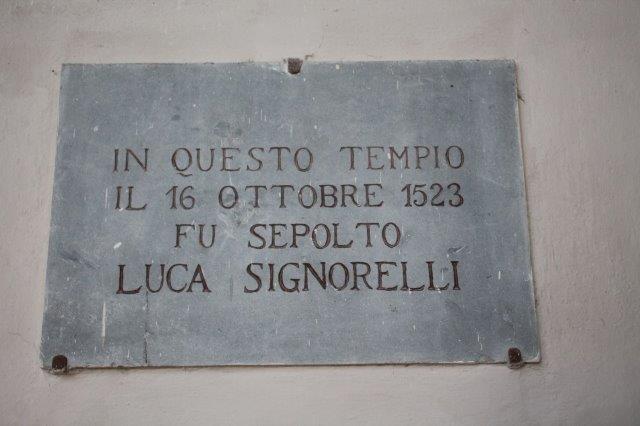 IN QUESTO TEMPIO
IL 16 OTTOBRE 1523
FU SEPOLTO
LUCA SIGNORELLI